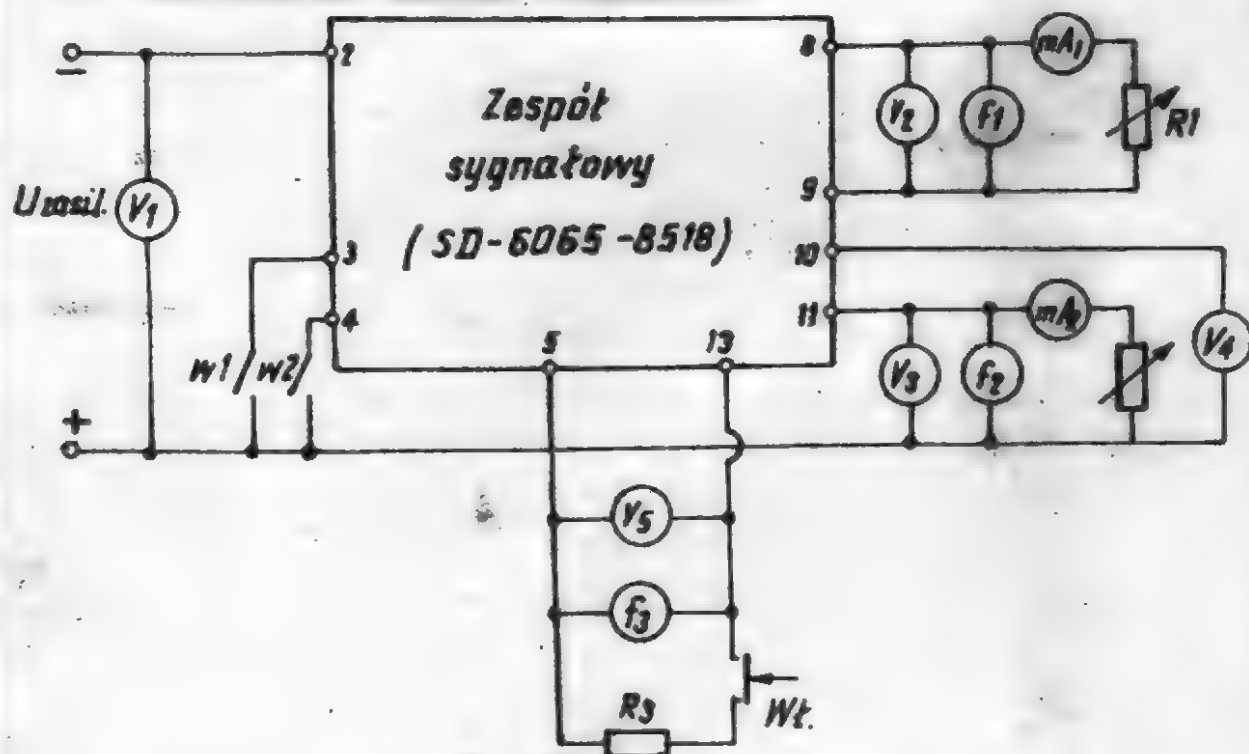 −
2
Zespół
sygnałowy
(SD-6065-8518)
8
mA1
V2
f1
R1
9
Uzasil.
V1
3
10
4
11
mA2
5
13
w1
w2
V3
f2
V4
+
V5
f3
R3
Wł.